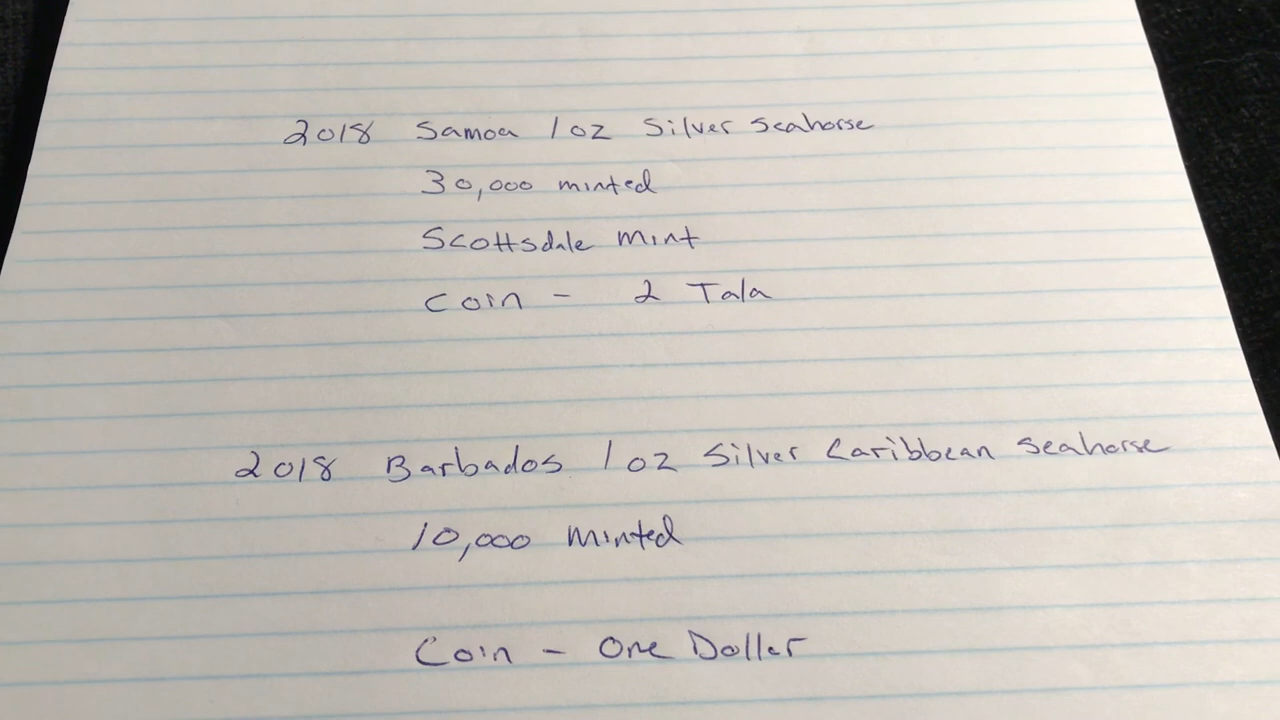 2018 Samoa 1oz Silver Seahorse
30,000 minted
Scottsdale Mint
Coin - 2 Tala
2018 Barbados 1oz Silver Caribbean Seahorse
10,000 minted
Coin - One Dollar